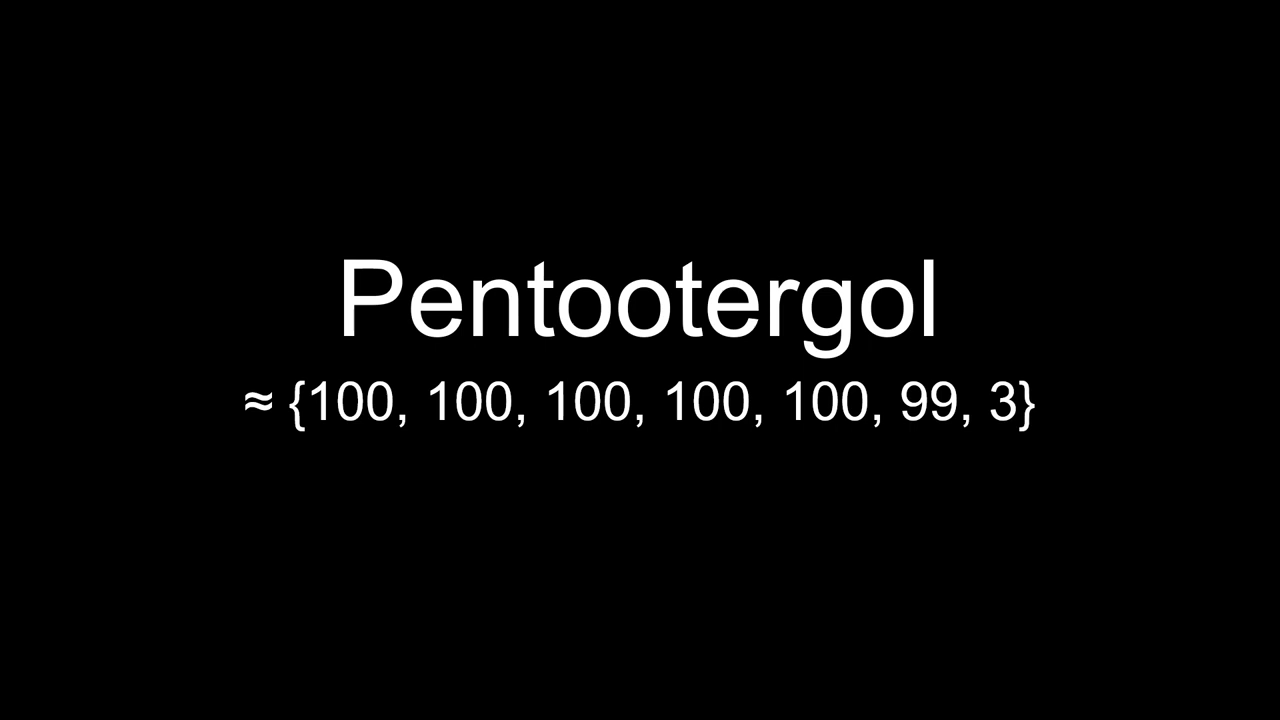 Pentootergol
≈ {100, 100, 100, 100, 100, 99, 3}